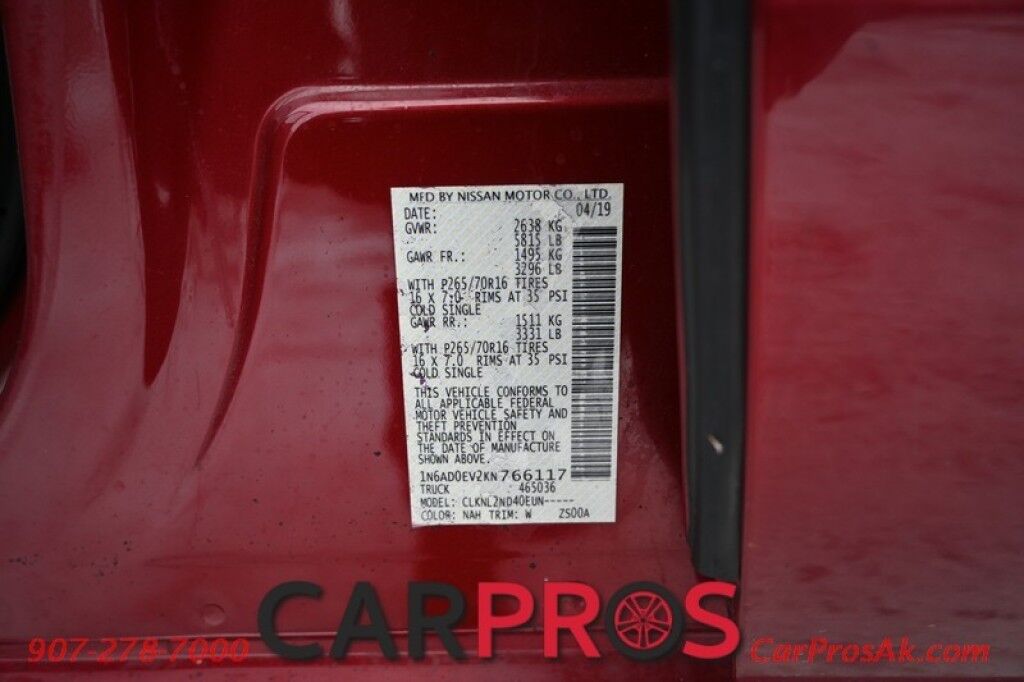 MFD BY NISSAN MOTOR CO., LTD.
DATE: 04/19
GVWR: 2638 KG
5815 LB
GAWR FR.: 1495 KG
3296 LB
WITH P265/70R16 TIRES
16 X 7.0 RIMS AT 35 PSI
COLD SINGLE
GAWR RR.: 1511 KG
3331 LB
WITH P265/70R16 TIRES
16 X 7.0 RIMS AT 35 PSI
COLD SINGLE
THIS VEHICLE CONFORMS TO
ALL APPLICABLE FEDERAL
MOTOR VEHICLE SAFETY AND
THEFT PREVENTION
STANDARDS IN EFFECT ON
THE DATE OF MANUFACTURE
SHOWN ABOVE.
1N6AD0EV2KN766117
TRUCK 465036
MODEL: CLKNL2ND40EUN-----
COLOR: NAH TRIM: W ZS00A
CARPROS
907-278-7000
CarProsAk.com